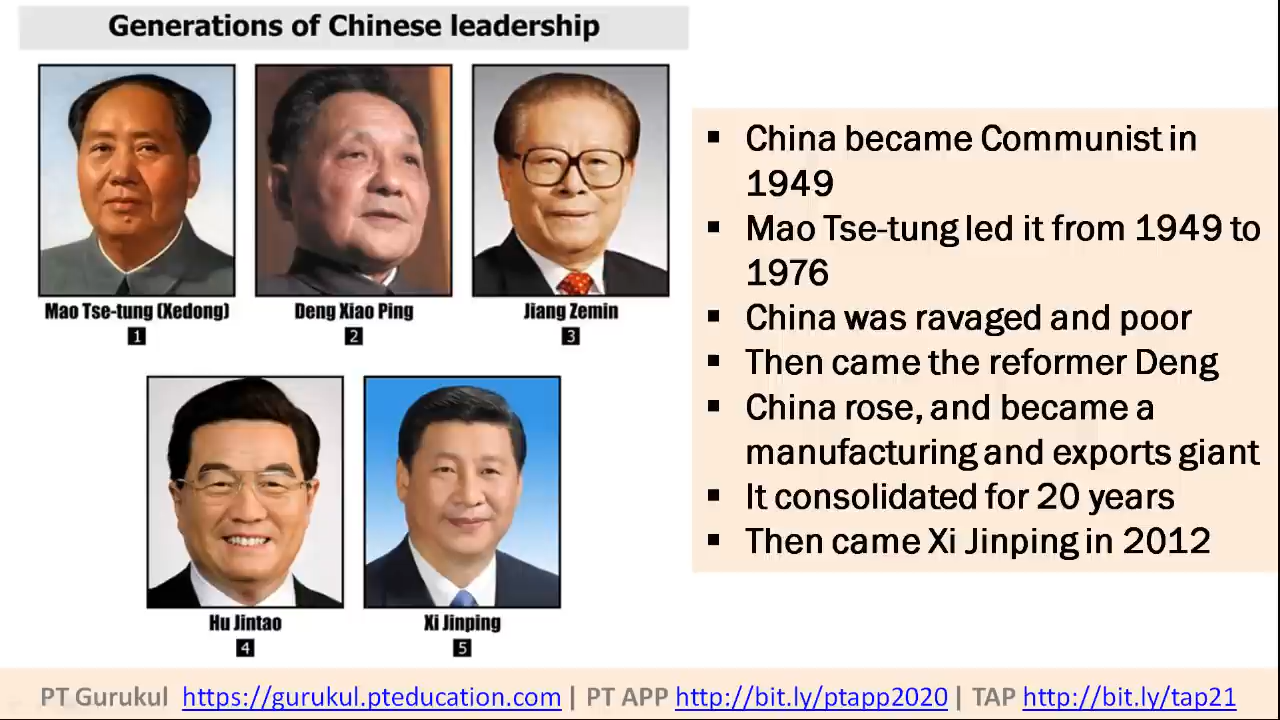 Generations of Chinese leadership
Mao Tse-tung (Xedong)
1
Deng Xiao Ping
2
Jiang Zemin
3
Hu Jintao
4
Xi Jinping
5
▪ China became Communist in
1949
▪ Mao Tse-tung led it from 1949 to
1976
▪ China was ravaged and poor
▪ Then came the reformer Deng
▪ China rose, and became a
manufacturing and exports giant
▪ It consolidated for 20 years
▪ Then came Xi Jinping in 2012
PT Gurukul https://gurukul.pteducation.com | PT APP http://bit.ly/ptapp2020 | TAP http://bit.ly/tap21